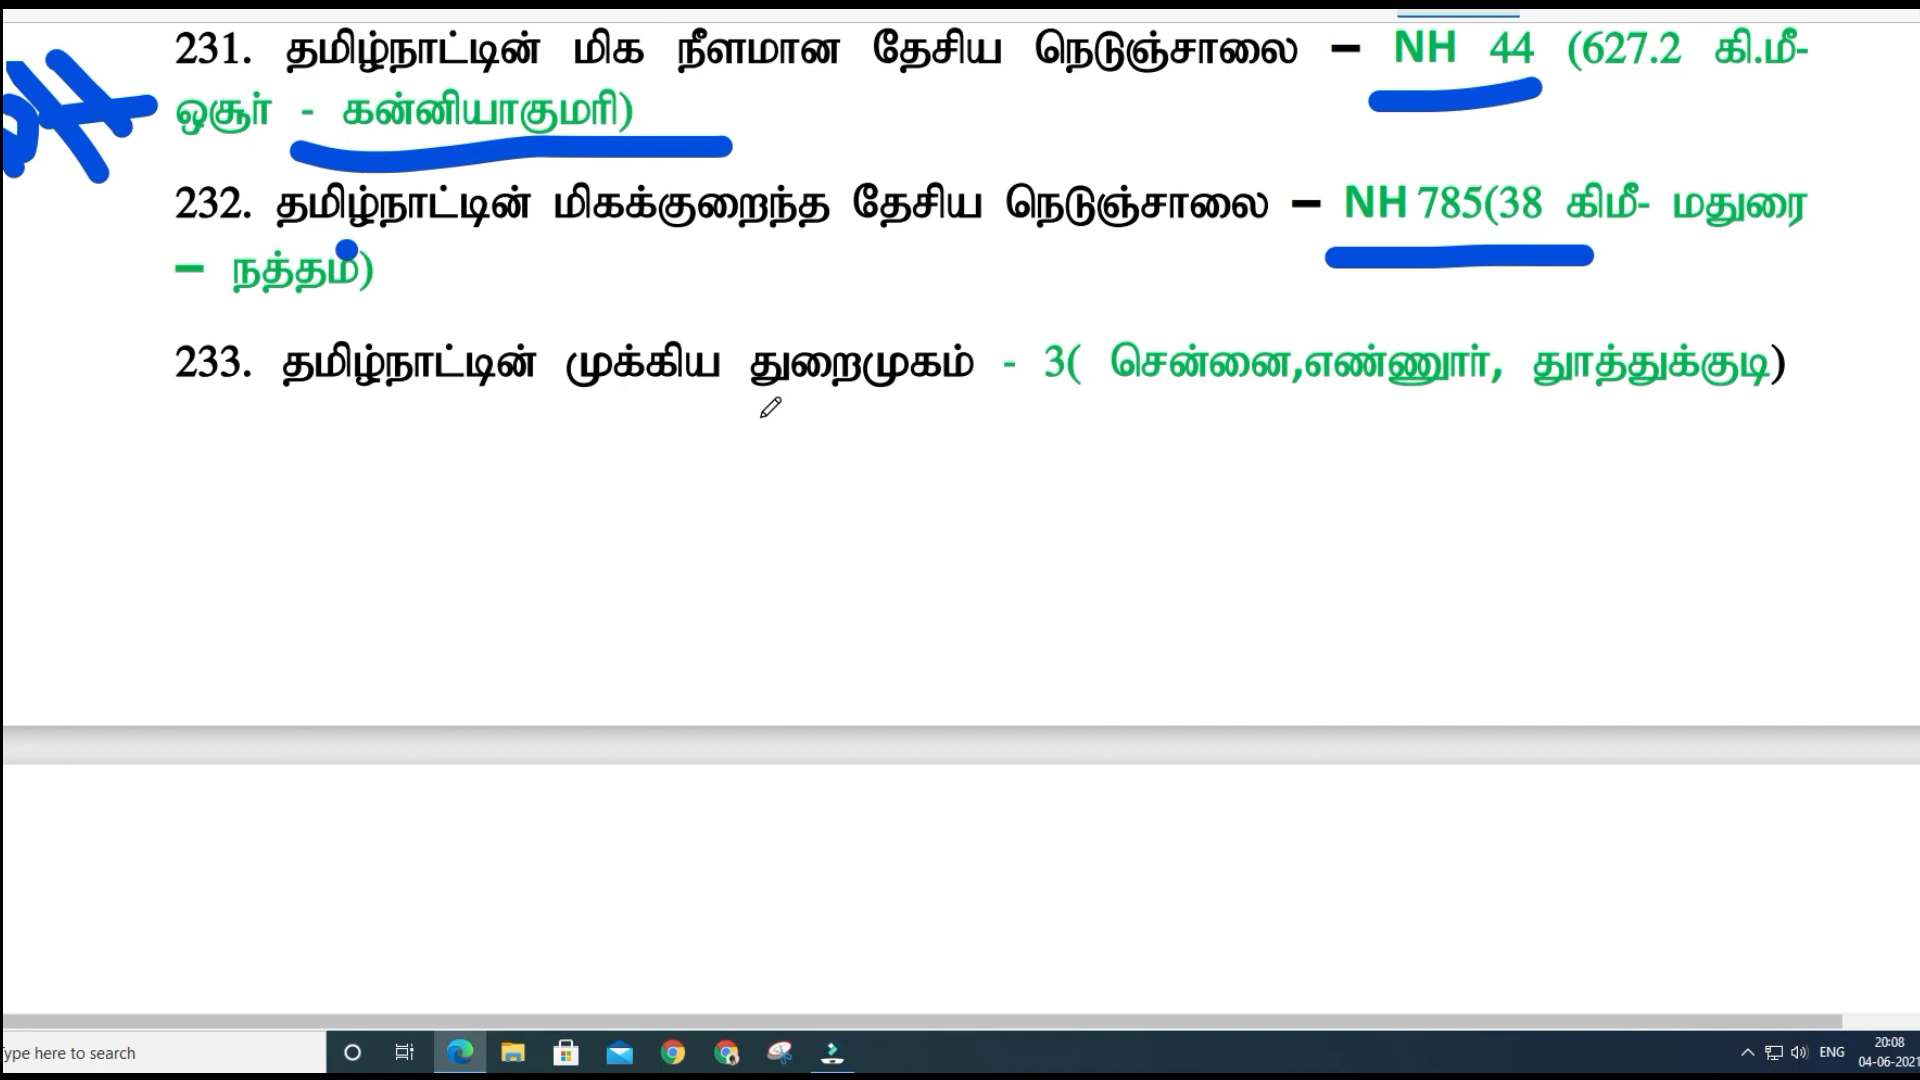 231. தமிழ்நாட்டின் மிக நீளமான தேசிய நெடுஞ்சாலை – NH 44 (627.2 கி.மீ-
ஒசூர் - கன்னியாகுமரி)
232. தமிழ்நாட்டின் மிகக்குறைந்த தேசிய நெடுஞ்சாலை – NH 785(38 கிமீ- மதுரை
– நத்தம்)
233. தமிழ்நாட்டின் முக்கிய துறைமுகம் - 3( சென்னை,எண்ணூர், தூத்துக்குடி)
ype here to search
ENG
20:08
04-06-2021